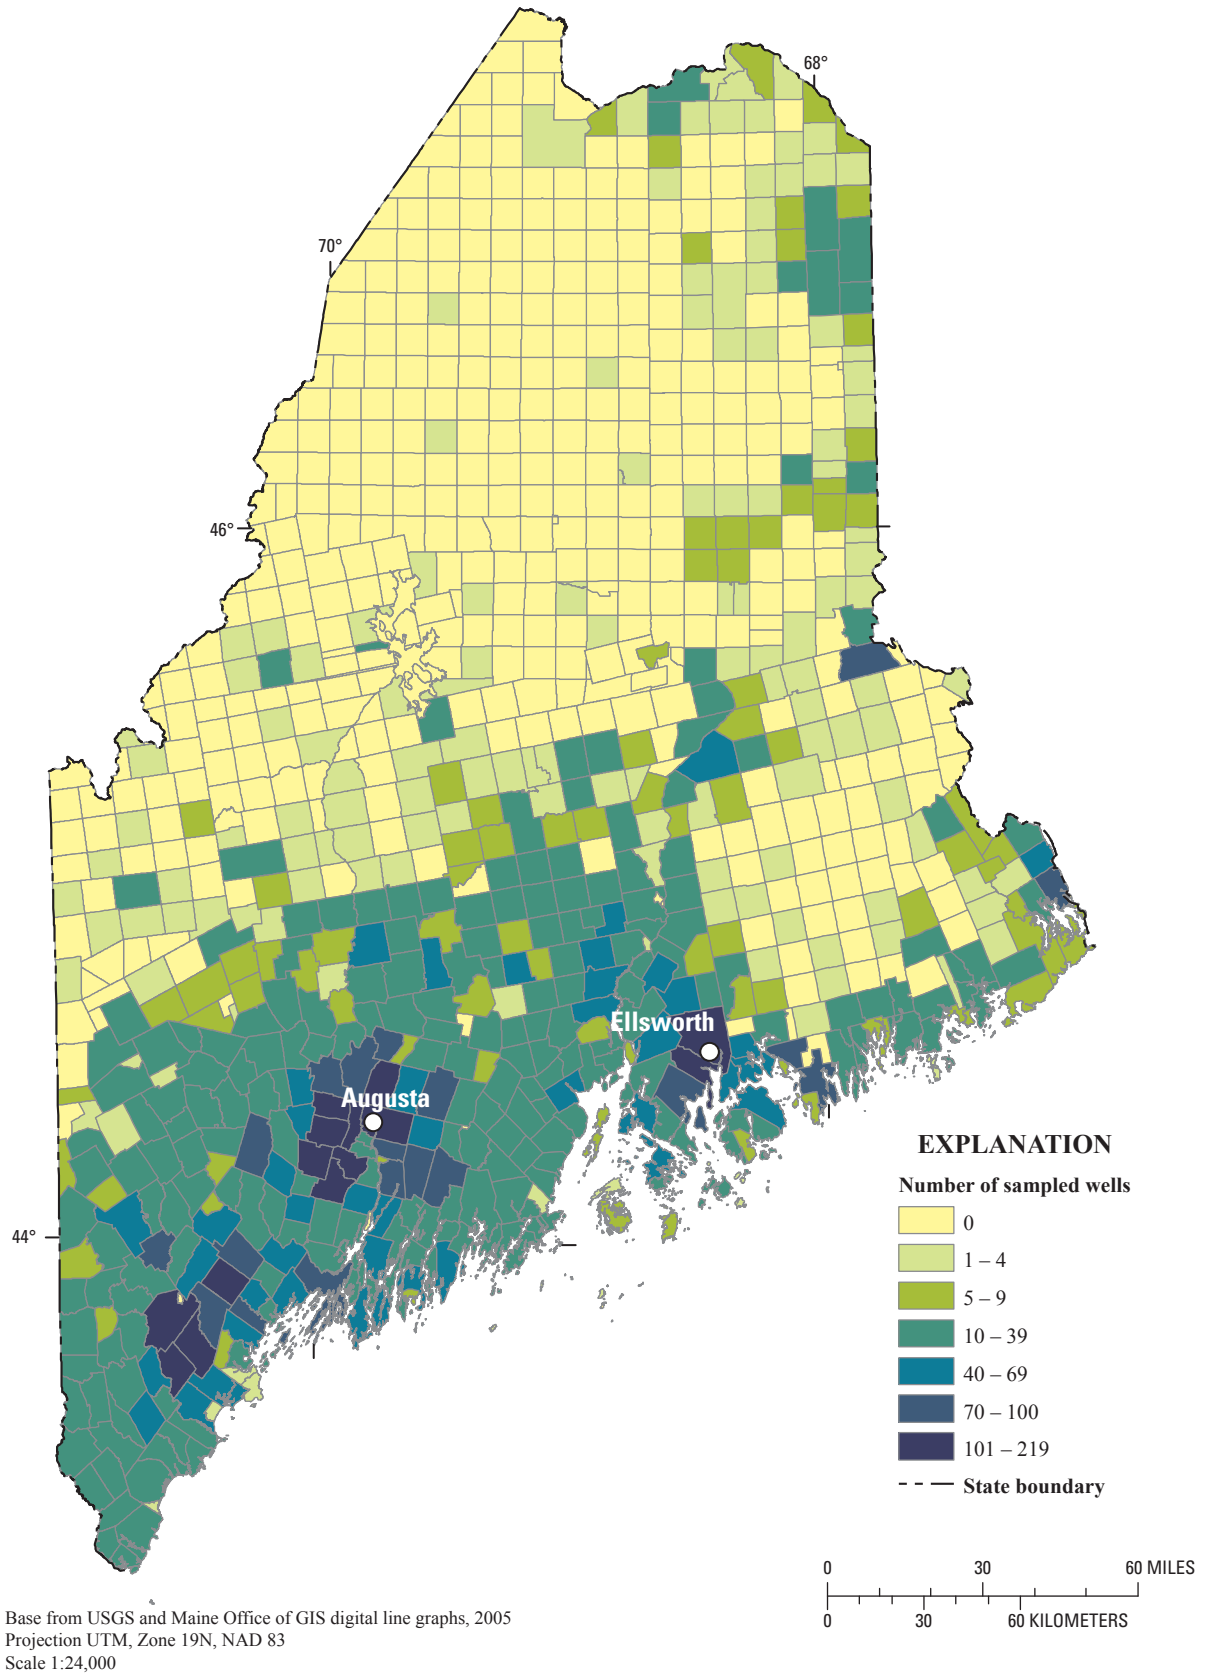 68°
70°
46°
Ellsworth
Augusta
44°
EXPLANATION
Number of sampled wells
0
1 – 4
5 – 9
10 – 39
40 – 69
70 – 100
101 – 219
State boundary
0 30 60 MILES
0 30 60 KILOMETERS
Base from USGS and Maine Office of GIS digital line graphs, 2005
Projection UTM, Zone 19N, NAD 83
Scale 1:24,000